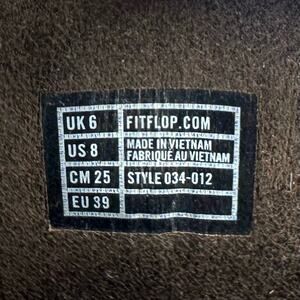 UK 6 FITFLOP.COM
US 8 MADE IN VIETNAM
FABRIQUÉ AU VIETNAM
CM 25 STYLE 034-012
EU 39